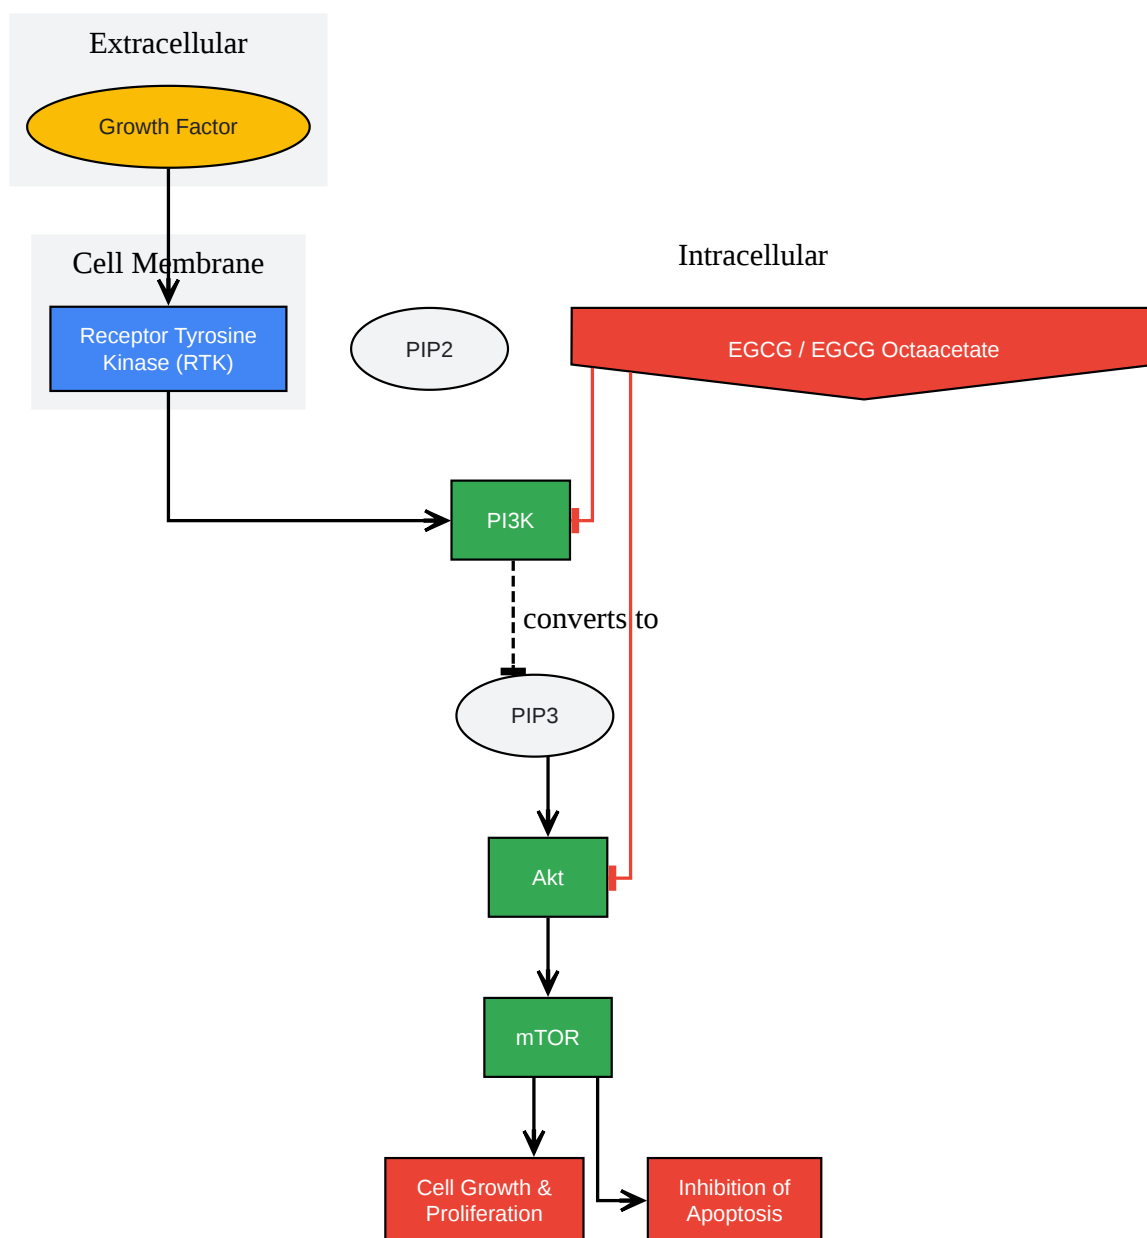 Extracellular
Growth Factor
Cell Membrane
Intracellular
Receptor Tyrosine
Kinase (RTK)
PIP2
EGCG / EGCG Octaacetate
PI3K
converts to
PIP3
Akt
mTOR
Cell Growth &
Proliferation
Inhibition of
Apoptosis